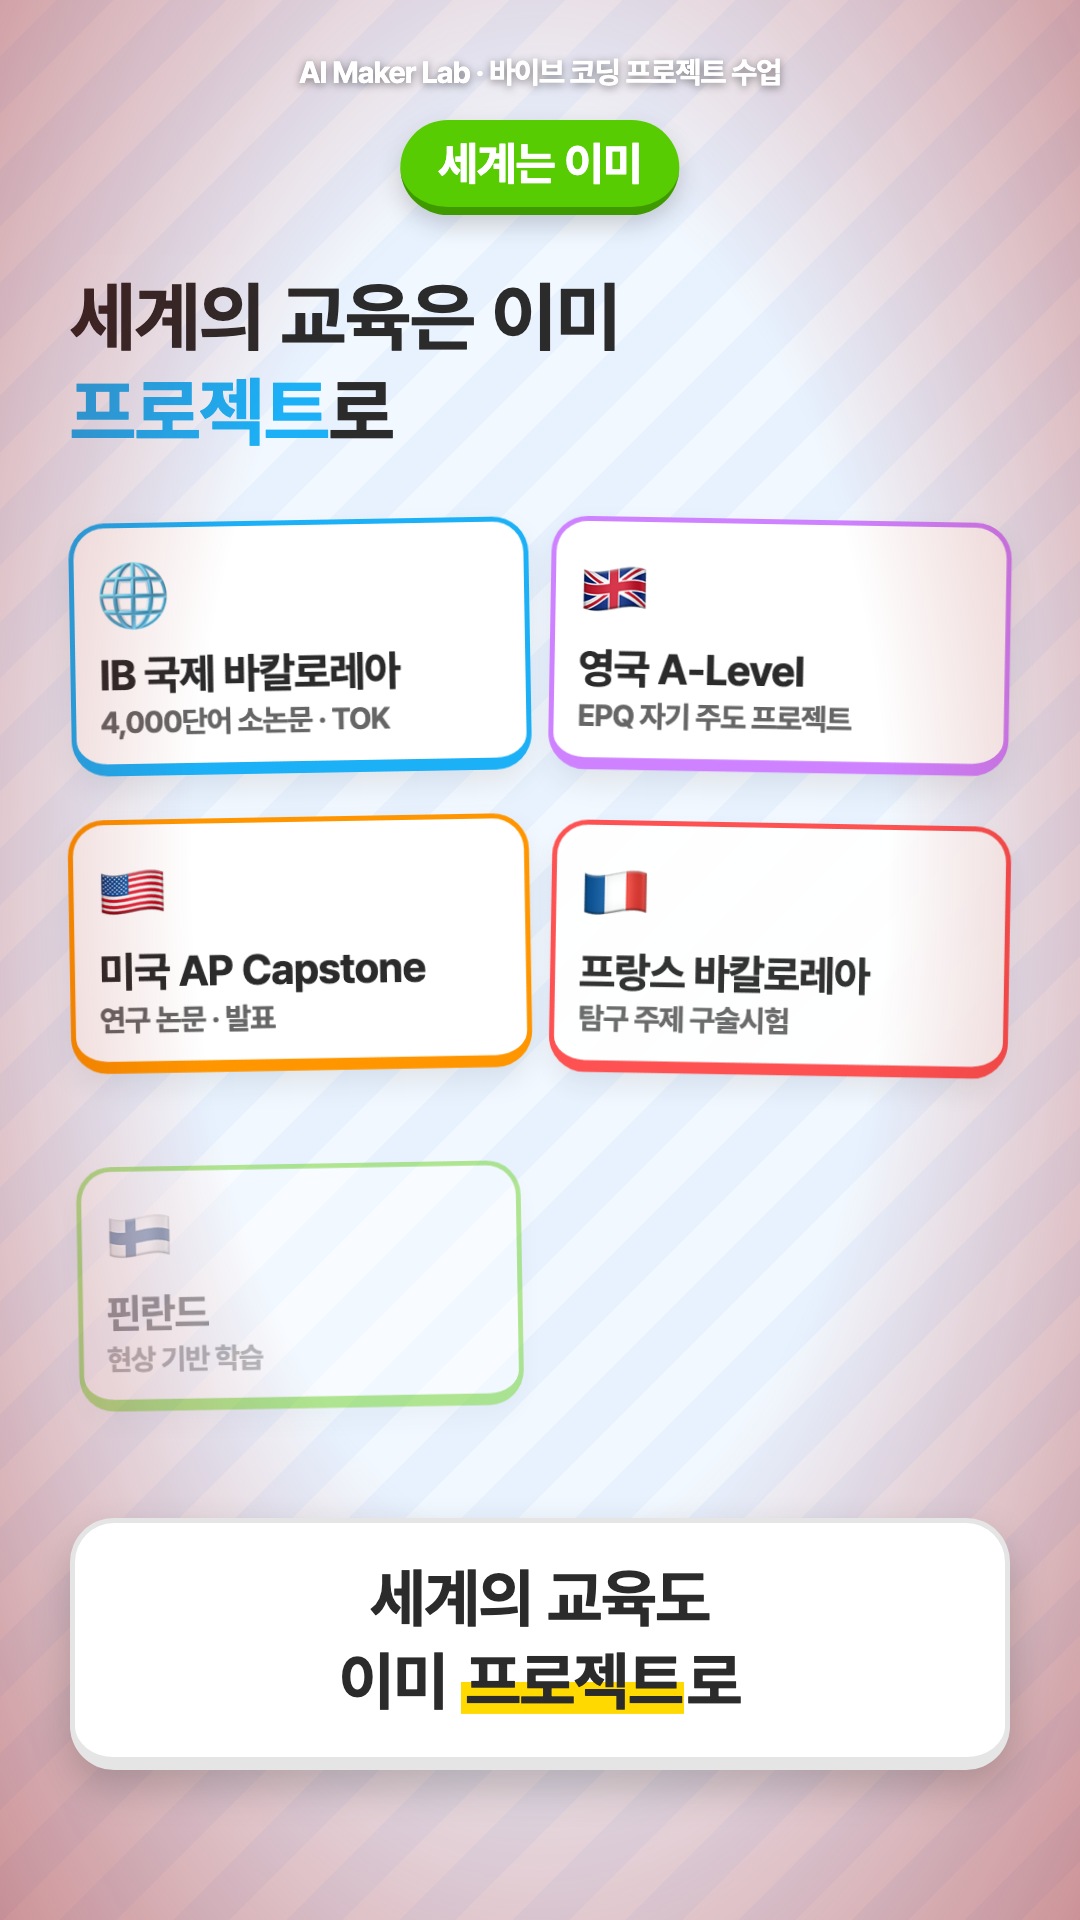 AI Maker Lab · 바이브 코딩 프로젝트 수업
세계는 이미
세계의 교육은 이미
프로젝트로
IB 국제 바칼로레아
4,000단어 소논문 · TOK
영국 A-Level
EPQ 자기 주도 프로젝트
미국 AP Capstone
연구 논문 · 발표
프랑스 바칼로레아
탐구 주제 구술시험
핀란드
현상 기반 학습
세계의 교육도
이미 프로젝트로